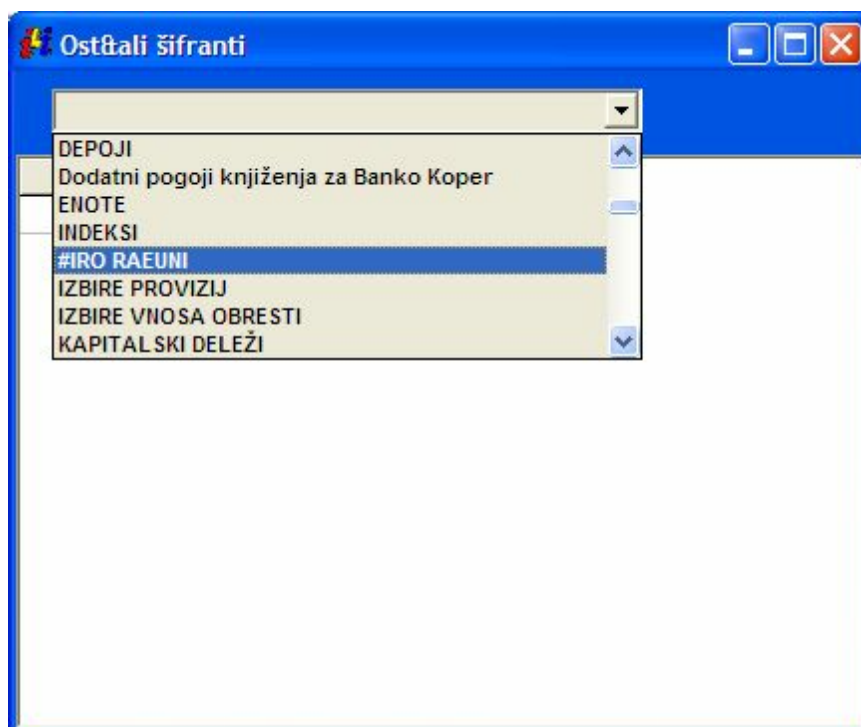 Ost&tali šifranti
DEPOJI
Dodatni pogoji knjiženja za Banko Koper
ENOTE
INDEKSI
#IRO RAEUNI
IZBIRE PROVIZIJ
IZBIRE VNOSA OBRESTI
KAPITALSKI DELEŽI